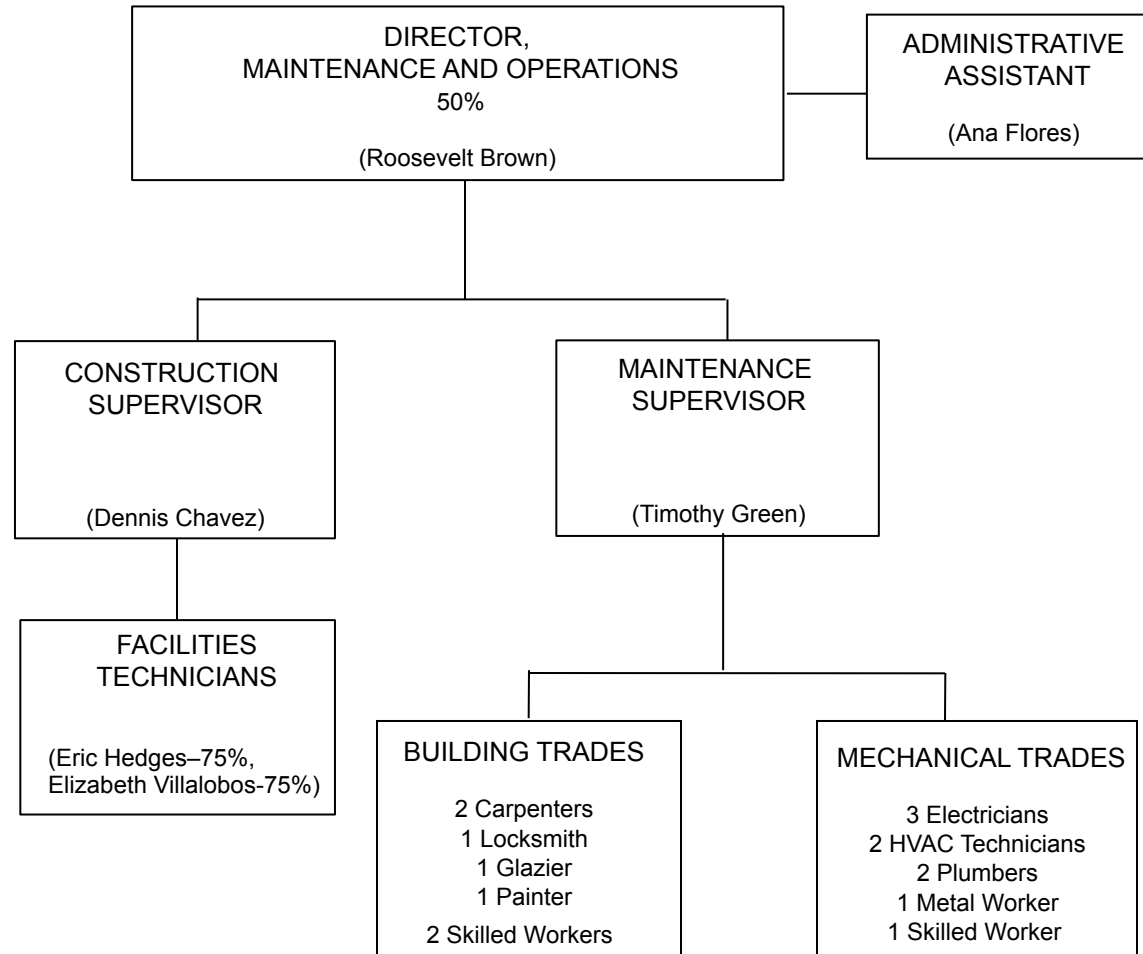 DIRECTOR,
MAINTENANCE AND OPERATIONS
50%
(Roosevelt Brown)
ADMINISTRATIVE
ASSISTANT
(Ana Flores)
CONSTRUCTION
SUPERVISOR
(Dennis Chavez)
MAINTENANCE
SUPERVISOR
(Timothy Green)
FACILITIES
TECHNICIANS
(Eric Hedges–75%,
Elizabeth Villalobos-75%)
BUILDING TRADES
2 Carpenters
1 Locksmith
1 Glazier
1 Painter
2 Skilled Workers
MECHANICAL TRADES
3 Electricians
2 HVAC Technicians
2 Plumbers
1 Metal Worker
1 Skilled Worker